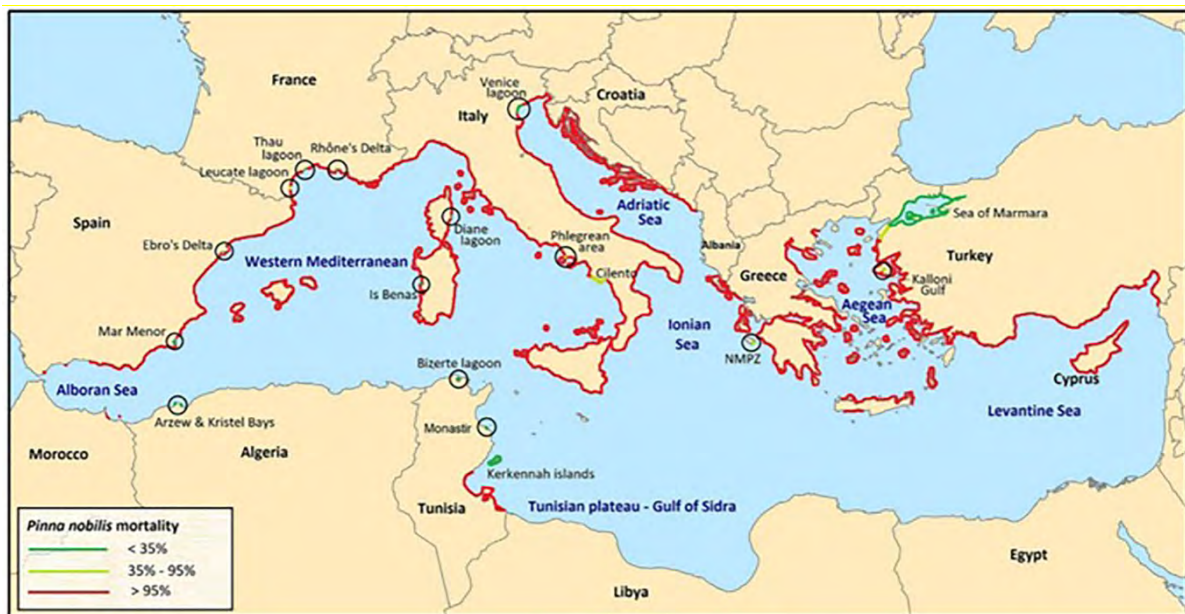 France
Venice
lagoon
Croatia
Italy
Thau
lagoon
Rhône's Delta
Leucate lagoon
Spain
Adriatic
Sea
Sea of Marmara
Diane
lagoon
Phlegrean
area
Albania
Turkey
Ebro's Delta
Western Mediterranean
Cilento
Greece
Kalloni
Gulf
Is Benas
Aegean
Sea
Mar Menor
Ionian
Sea
NMPZ
Bizerte lagoon
Cyprus
Alboran Sea
Levantine Sea
Arzew & Kristel Bays
Monastir
Morocco
Algeria
Kerkennah islands
Tunisia
Tunisian plateau - Gulf of Sidra
Pinna nobilis mortality
< 35%
35% - 95%
> 95%
Egypt
Libya